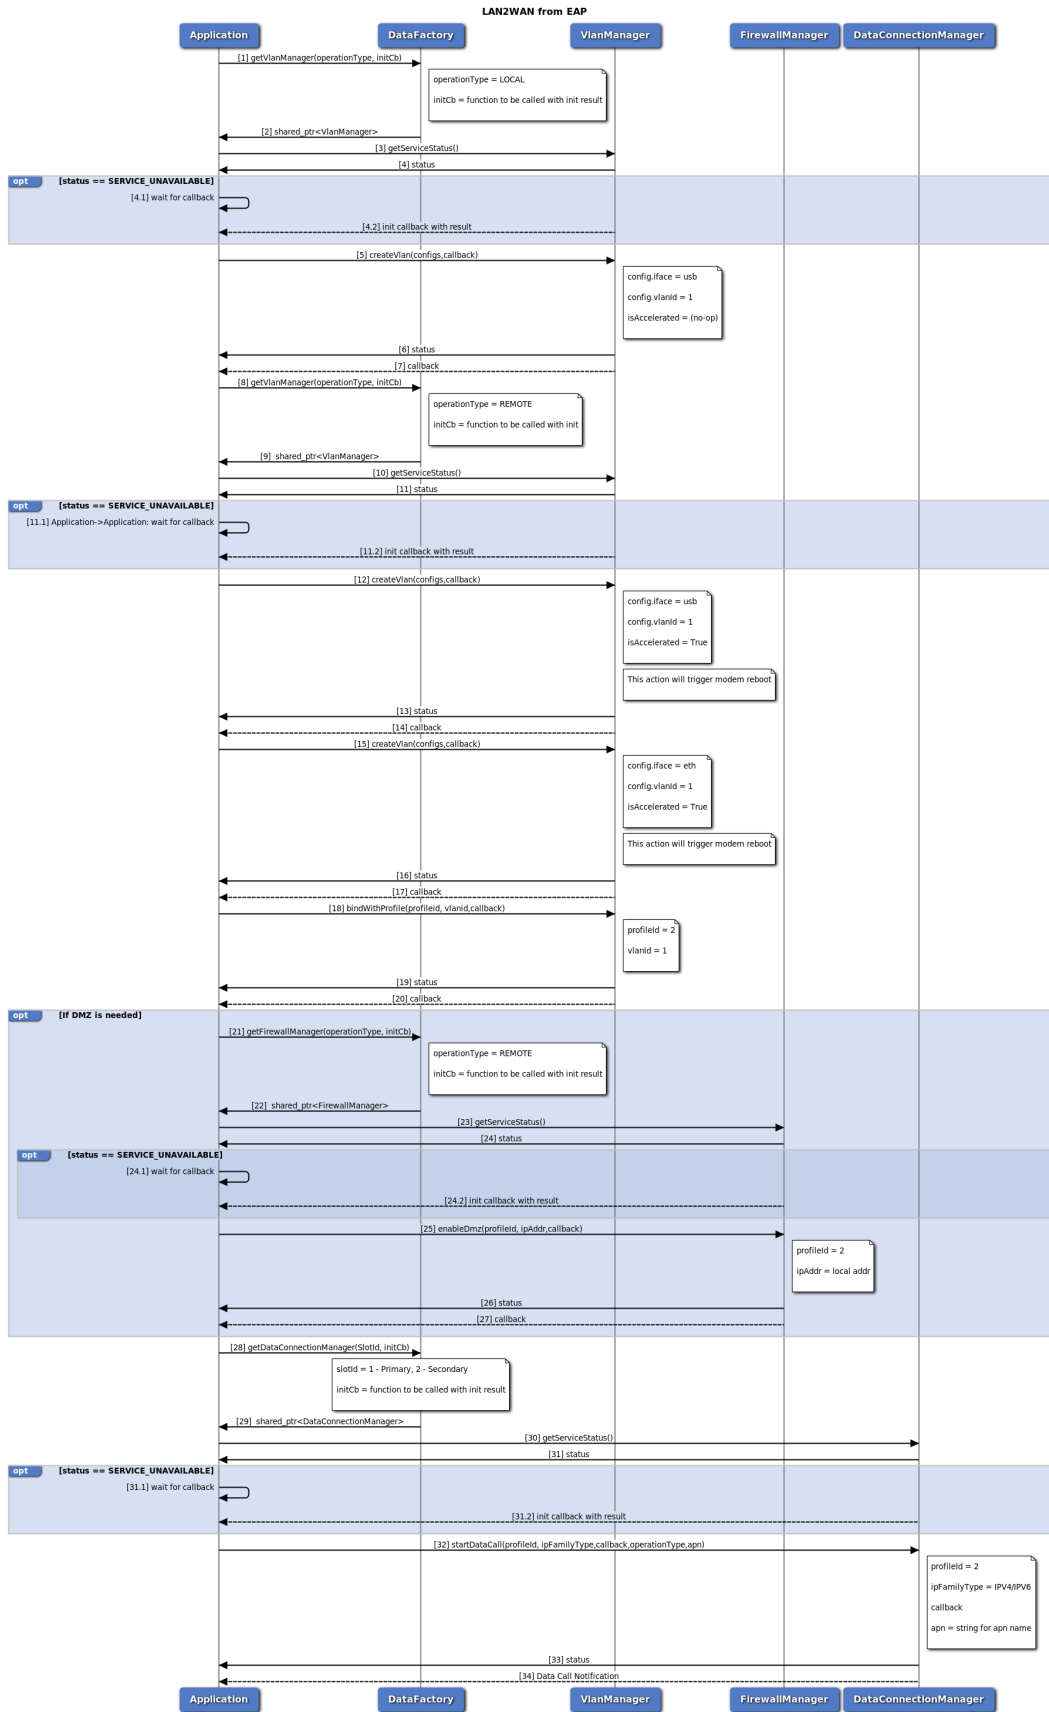 LAN2WAN from EAP
Application
DataFactory
VlanManager
FirewallManager
DataConnectionManager
[1] getVlanManager(operationType, initCb)
operationType = LOCAL
initCb = function to be called with init result
[2] shared_ptr<VlanManager>
[3] getServiceStatus()
[4] status
opt
[status == SERVICE_UNAVAILABLE]
[4.1] wait for callback
[4.2] init callback with result
[5] createVlan(configs,callback)
config.iface = usb
config.vlanId = 1
isAccelerated = (no-op)
[6] status
[7] callback
[8] getVlanManager(operationType, initCb)
operationType = REMOTE
initCb = function to be called with init
[9]  shared_ptr<VlanManager>
[10] getServiceStatus()
[11] status
opt
[status == SERVICE_UNAVAILABLE]
[11.1] Application->Application: wait for callback
[11.2] init callback with result
[12] createVlan(configs,callback)
config.iface = usb
config.vlanId = 1
isAccelerated = True
This action will trigger modem reboot
[13] status
[14] callback
[15] createVlan(configs,callback)
config.iface = eth
config.vlanId = 1
isAccelerated = True
This action will trigger modem reboot
[16] status
[17] callback
[18] bindWithProfile(profileid, vlanid,callback)
profileId = 2
vlanId = 1
[19] status
[20] callback
opt
[If DMZ is needed]
[21] getFirewallManager(operationType, initCb)
operationType = REMOTE
initCb = function to be called with init result
[22]  shared_ptr<FirewallManager>
[23] getServiceStatus()
[24] status
opt
[status == SERVICE_UNAVAILABLE]
[24.1] wait for callback
[24.2] init callback with result
[25] enableDmz(profileId, ipAddr,callback)
profileId = 2
ipAddr = local addr
[26] status
[27] callback
[28] getDataConnectionManager(SlotId, initCb)
slotId = 1 - Primary, 2 - Secondary
initCb = function to be called with init result
[29]  shared_ptr<DataConnectionManager>
[30] getServiceStatus()
[31] status
opt
[status == SERVICE_UNAVAILABLE]
[31.1] wait for callback
[31.2] init callback with result
[32] startDataCall(profileId, ipFamilyType,callback,operationType,apn)
profileId = 2
ipFamilyType = IPV4/IPV6
callback
apn = string for apn name
[33] status
[34] Data Call Notification
Application
DataFactory
VlanManager
FirewallManager
DataConnectionManager